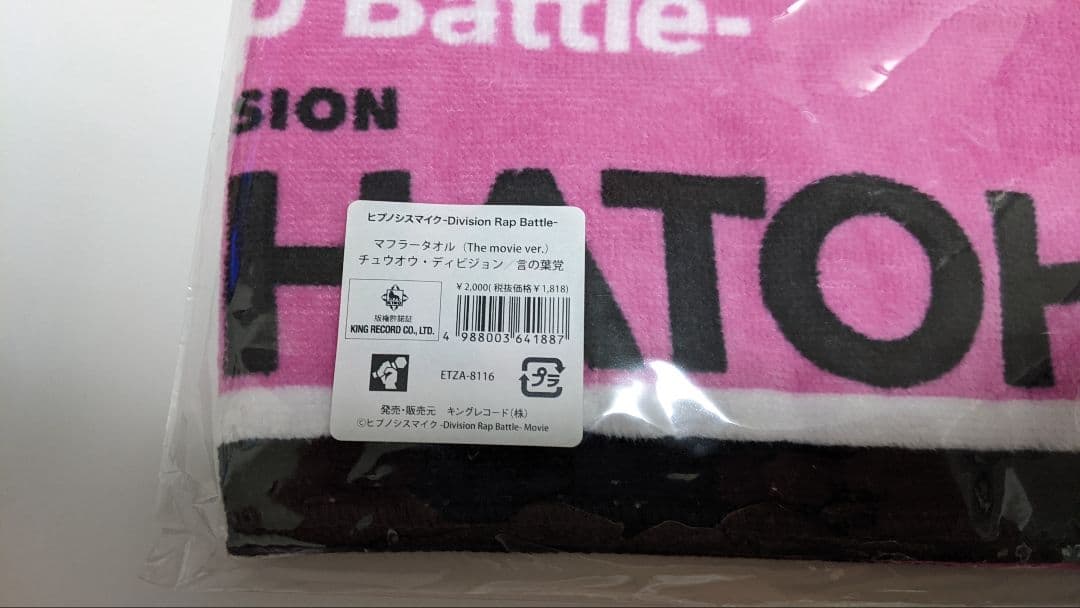 Battle-
SION
HATOH
ヒプノシスマイク-Division Rap Battle-
マフラータオル（The movie ver.）
チュウオウ・ディビジョン／言の葉党
¥2,000(税抜価格¥1,818)
版権許諾証
KING RECORD CO., LTD.
4 988003 641887
ETZA-8116
プラ
発売・販売元 キングレコード(株)
©ヒプノシスマイク -Division Rap Battle- Movie